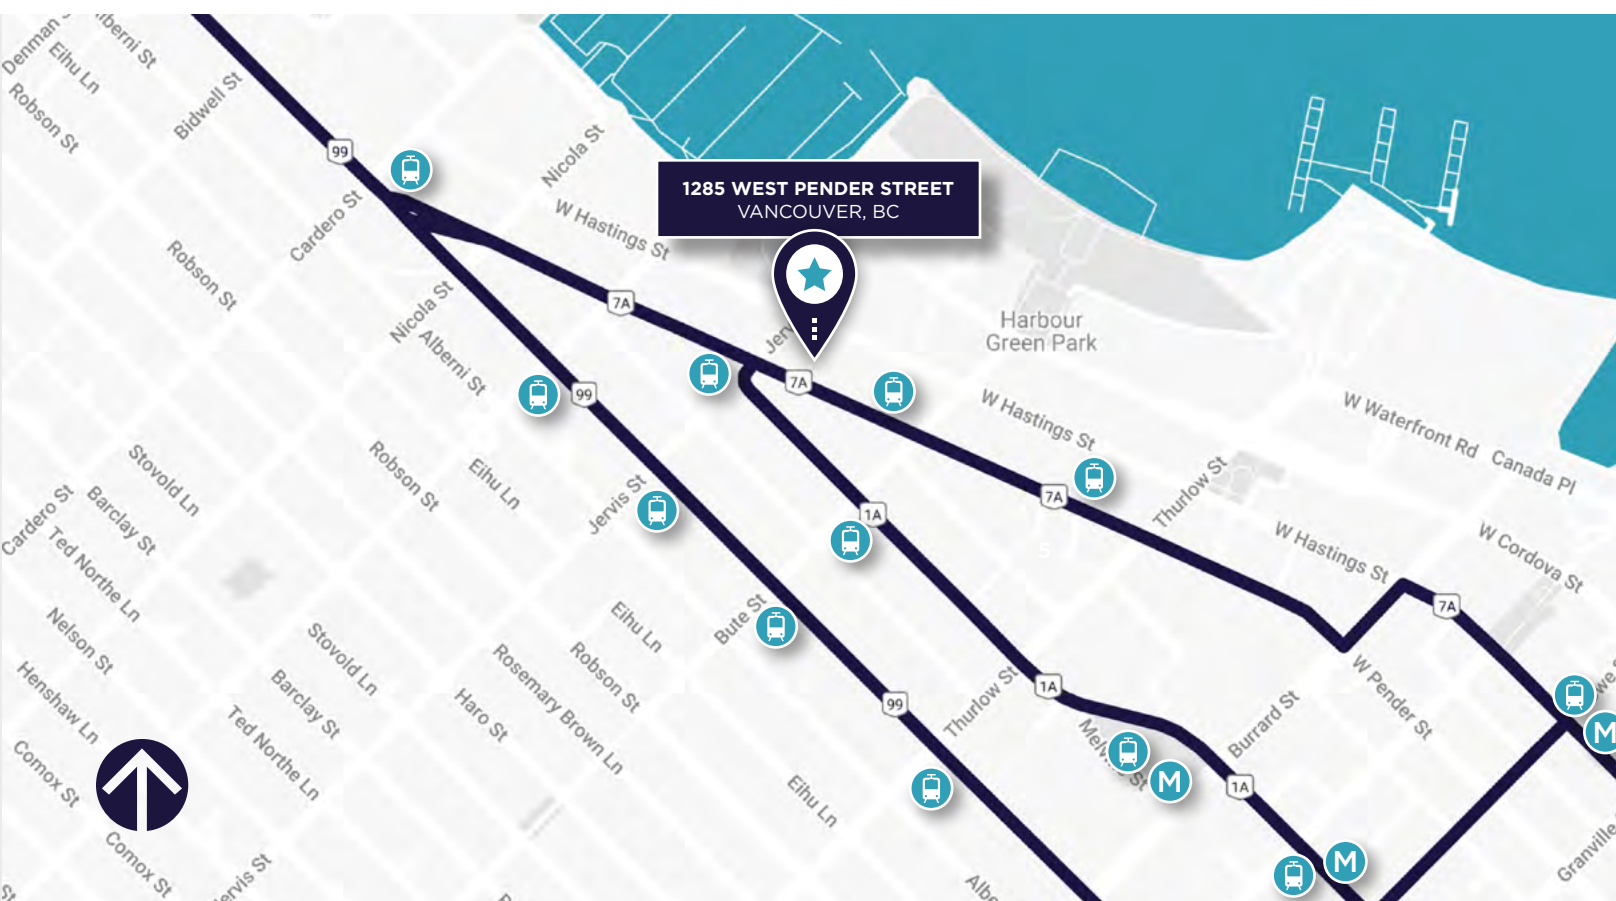 Denman St
Alberni St
Eihu Ln
Robson St
Bidwell St
99
Nicola St
Cardero St
W Hastings St
1285 WEST PENDER STREET
VANCOUVER, BC
Robson St
Nicola St
7A
Alberni St
Harbour
Green Park
7A
99
W Hastings St
W Waterfront Rd
Canada Pl
Stovold Ln
Robson St
Eihu Ln
Jervis St
1A
7A
Thurlow St
Cardero St
Barclay St
Ted Northe Ln
5
W Hastings St
W Cordova St
7A
Nelson St
Stovold Ln
Eihu Ln
Bute St
Robson St
Rosemary Brown Ln
Henshaw Ln
Barclay St
Haro St
Ted Northe Ln
Thurlow St
1A
99
W Pender St
Burrard St
M
M
1A
Comox St
Eihu Ln
Comox St
M
Granville